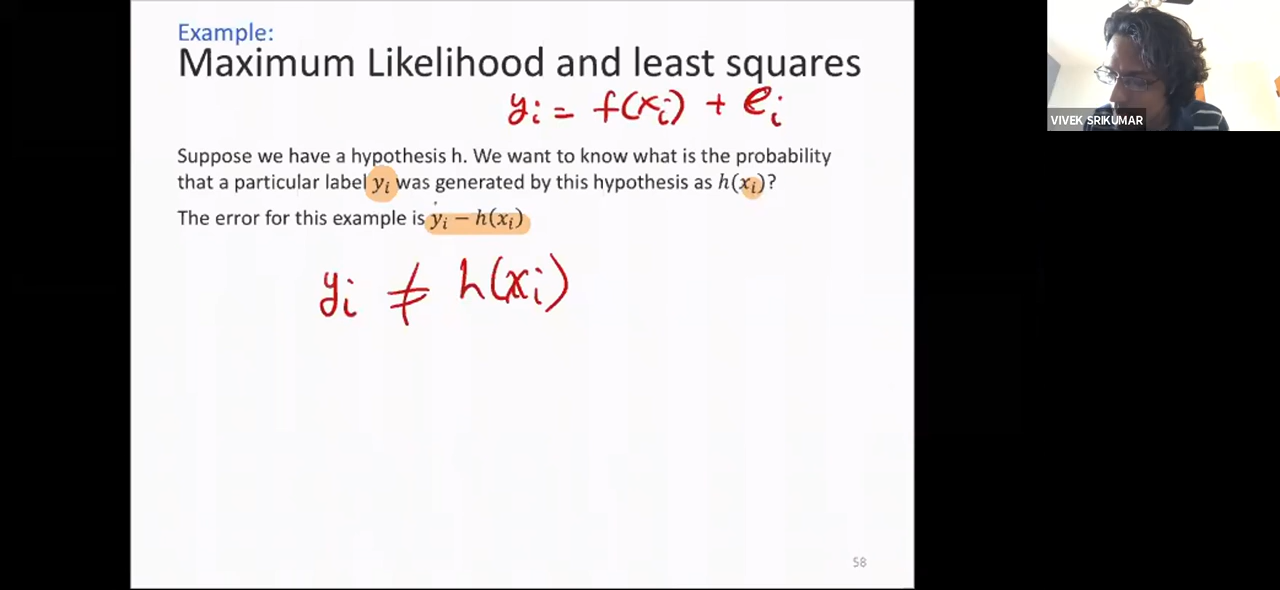 Example:
Maximum Likelihood and least squares
yᵢ = f(xᵢ) + eᵢ
Suppose we have a hypothesis h. We want to know what is the probability
that a particular label yᵢ was generated by this hypothesis as h(xᵢ)?
The error for this example is yᵢ − h(xᵢ)
yᵢ ≠ h(xᵢ)
58
VIVEK SRIKUMAR